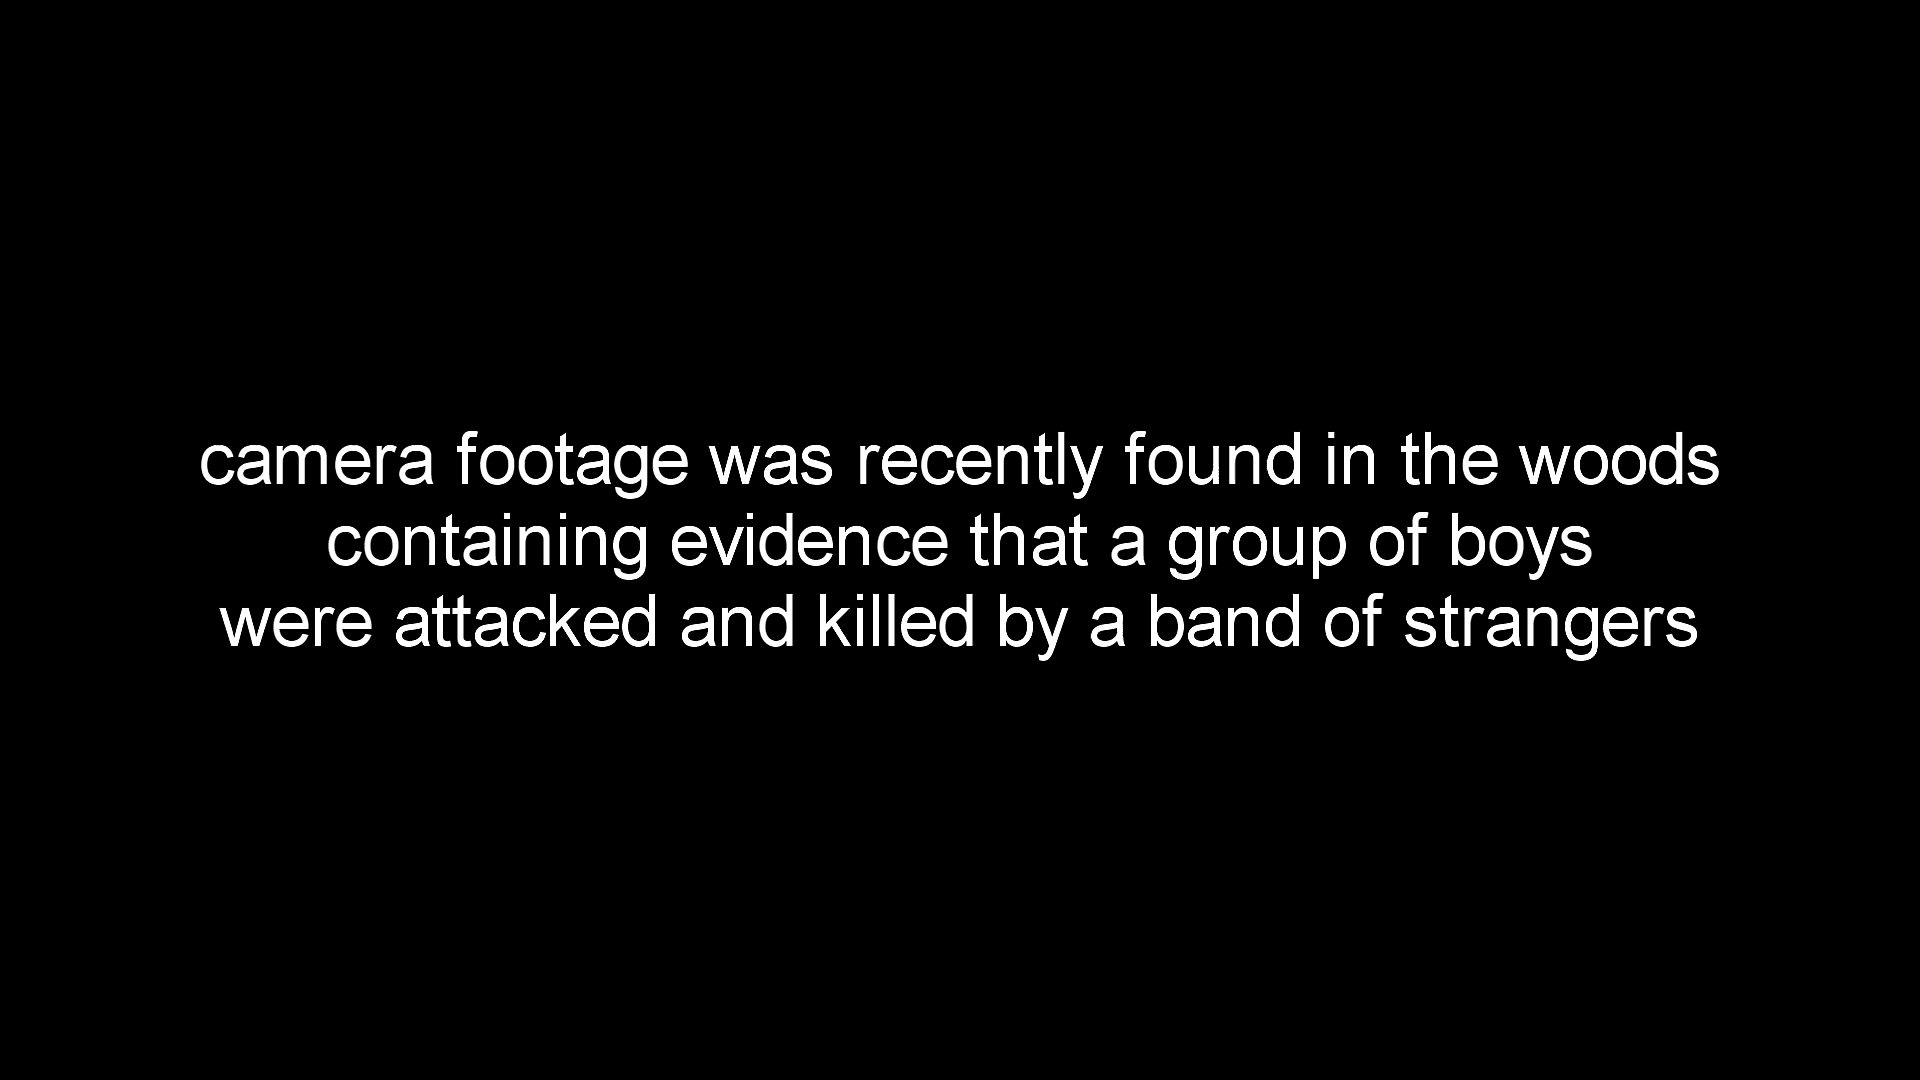 camera footage was recently found in the woods
containing evidence that a group of boys
were attacked and killed by a band of strangers